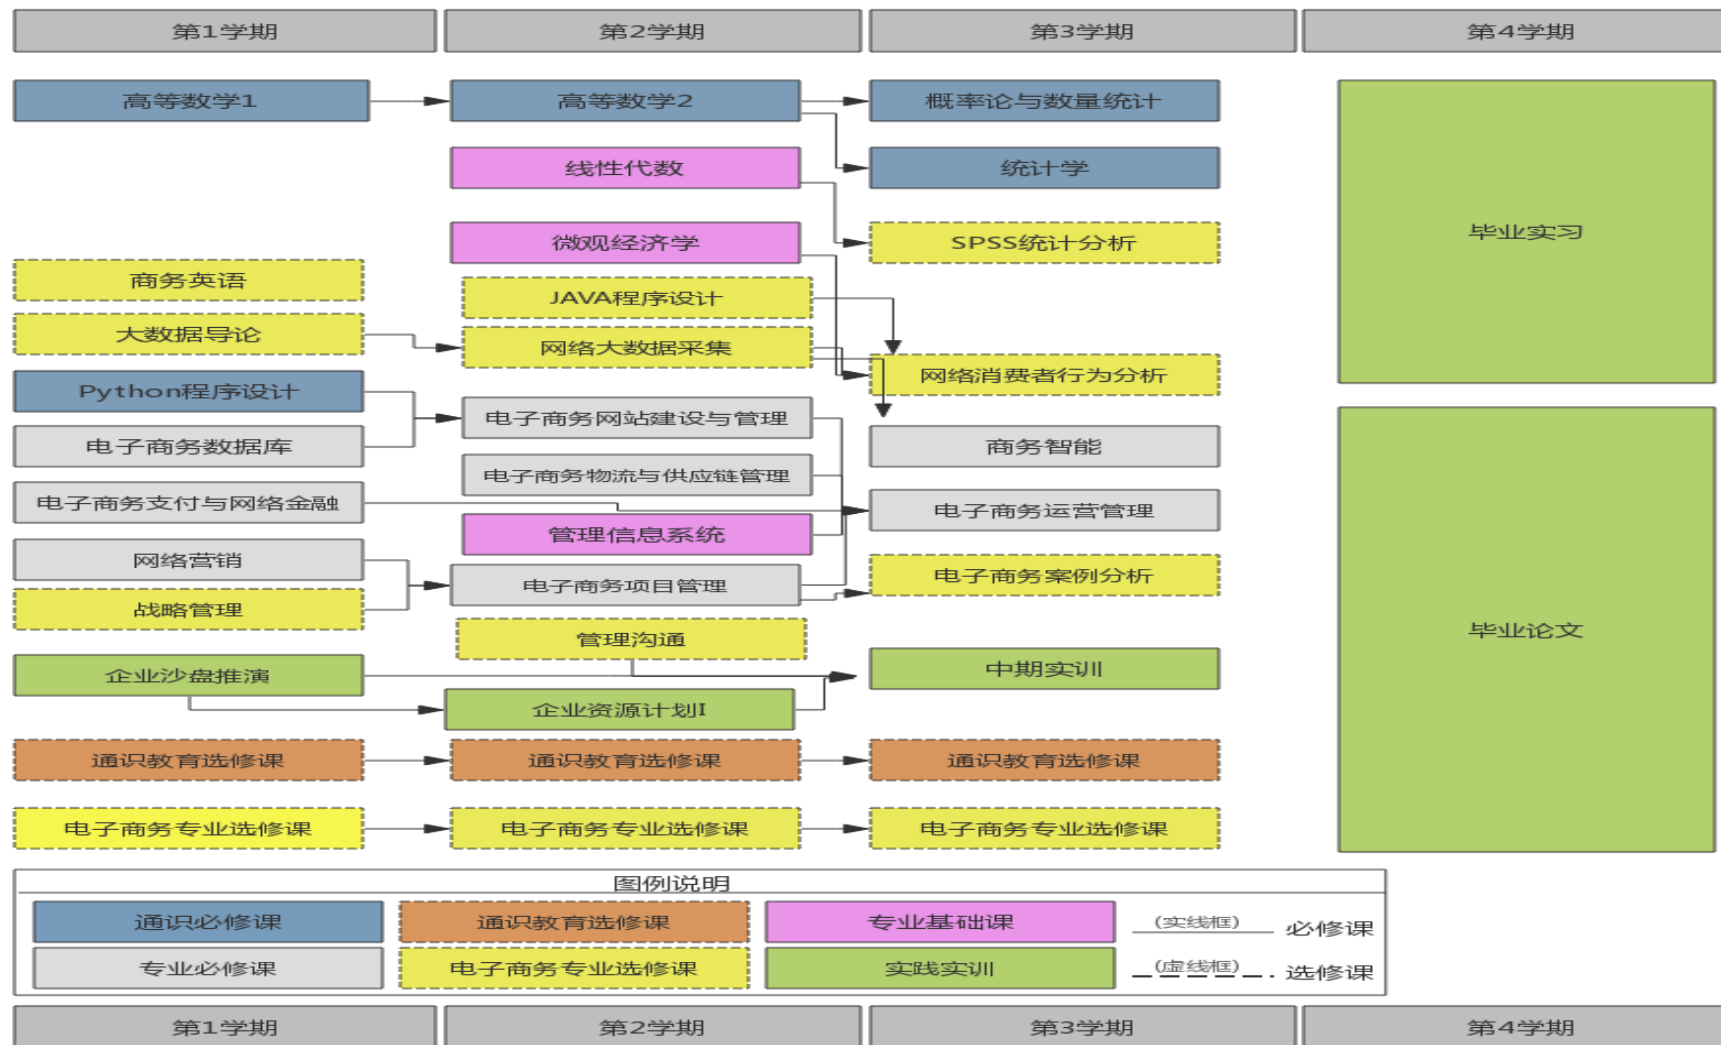 第1学期
第2学期
第3学期
第4学期
高等数学1
高等数学2
概率论与数量统计
线性代数
统计学
微观经济学
SPSS统计分析
毕业实习
商务英语
JAVA程序设计
大数据导论
网络大数据采集
网络消费者行为分析
Python程序设计
电子商务网站建设与管理
电子商务数据库
商务智能
电子商务物流与供应链管理
电子商务支付与网络金融
电子商务运营管理
管理信息系统
网络营销
电子商务项目管理
电子商务案例分析
战略管理
管理沟通
毕业论文
企业沙盘推演
中期实训
企业资源计划I
通识教育选修课
通识教育选修课
通识教育选修课
电子商务专业选修课
电子商务专业选修课
电子商务专业选修课
图例说明
通识必修课
通识教育选修课
专业基础课
(实线框)
必修课
专业必修课
电子商务专业选修课
实践实训
(虚线框)
选修课
第1学期
第2学期
第3学期
第4学期